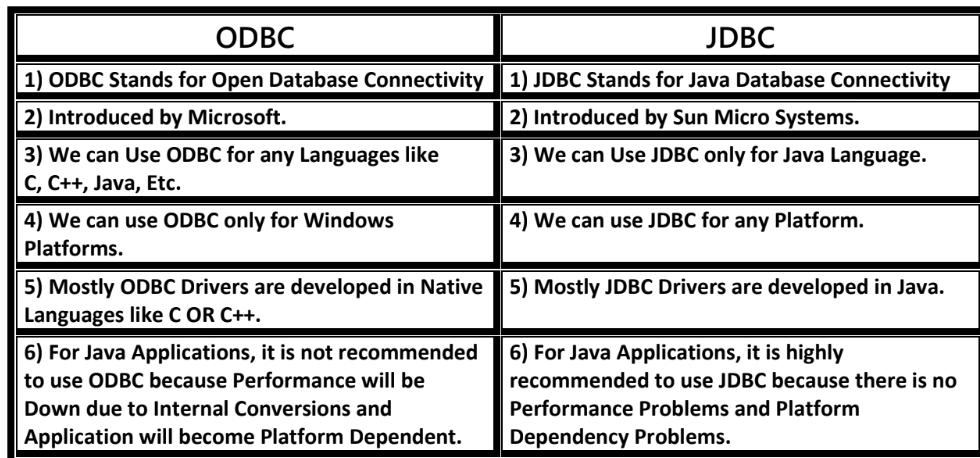 ODBC
JDBC
1) ODBC Stands for Open Database Connectivity
1) JDBC Stands for Java Database Connectivity
2) Introduced by Microsoft.
2) Introduced by Sun Micro Systems.
3) We can Use ODBC for any Languages like
C, C++, Java, Etc.
3) We can Use JDBC only for Java Language.
4) We can use ODBC only for Windows
Platforms.
4) We can use JDBC for any Platform.
5) Mostly ODBC Drivers are developed in Native
Languages like C OR C++.
5) Mostly JDBC Drivers are developed in Java.
6) For Java Applications, it is not recommended
to use ODBC because Performance will be
Down due to Internal Conversions and
Application will become Platform Dependent.
6) For Java Applications, it is highly
recommended to use JDBC because there is no
Performance Problems and Platform
Dependency Problems.